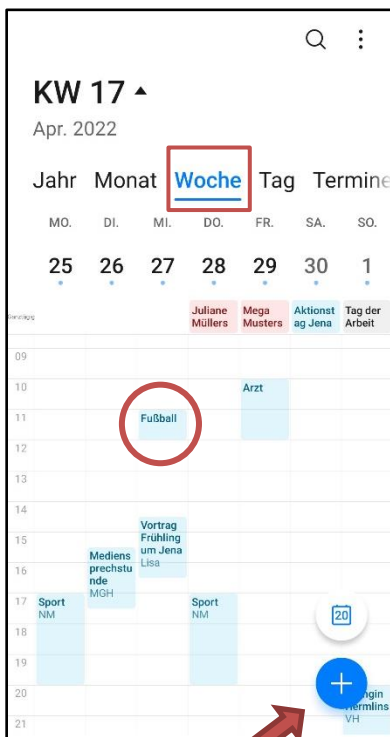 KW 17
Apr. 2022
Jahr Monat Woche Tag Termine
MO. DI. MI. DO. FR. SA. SO.
25 26 27 28 29 30 1
Ganztägig
Juliane Müllers
Mega Musters
Aktionst
ag Jena
Tag der
Arbeit
09
10
Arzt
11
Fußball
12
13
14
15
Vortrag
Frühling
um Jena
Lisa
16
Mediens
prechstu
nde
MGH
17
Sport
NM
Sport
NM
20
18
19
20
21
VH